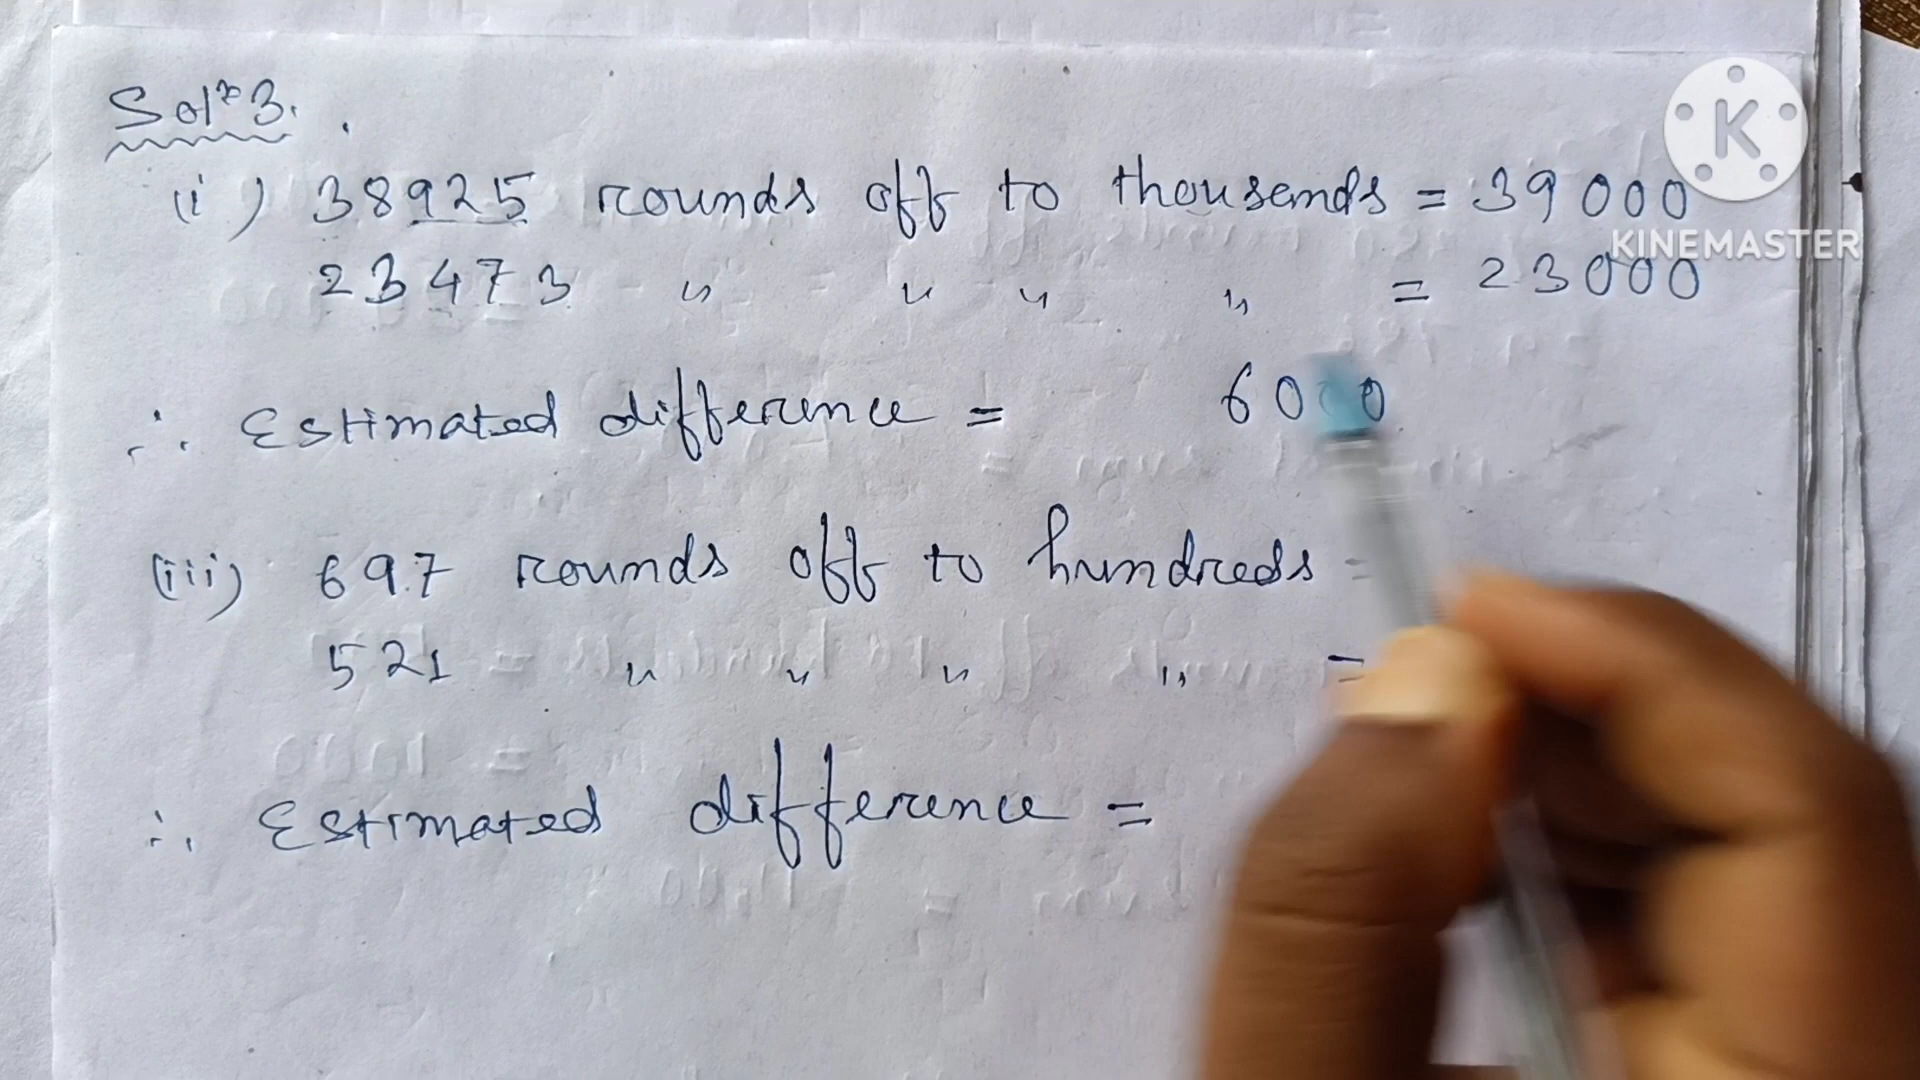 Solⁿ 3.
(i) 38925 rounds off to thousands = 39000
K
KINEMASTER
23473 " " " " = 23000
∴ Estimated difference = 6000
(iii) 697 rounds off to hundreds =
521 " " " " =
∴ Estimated difference =